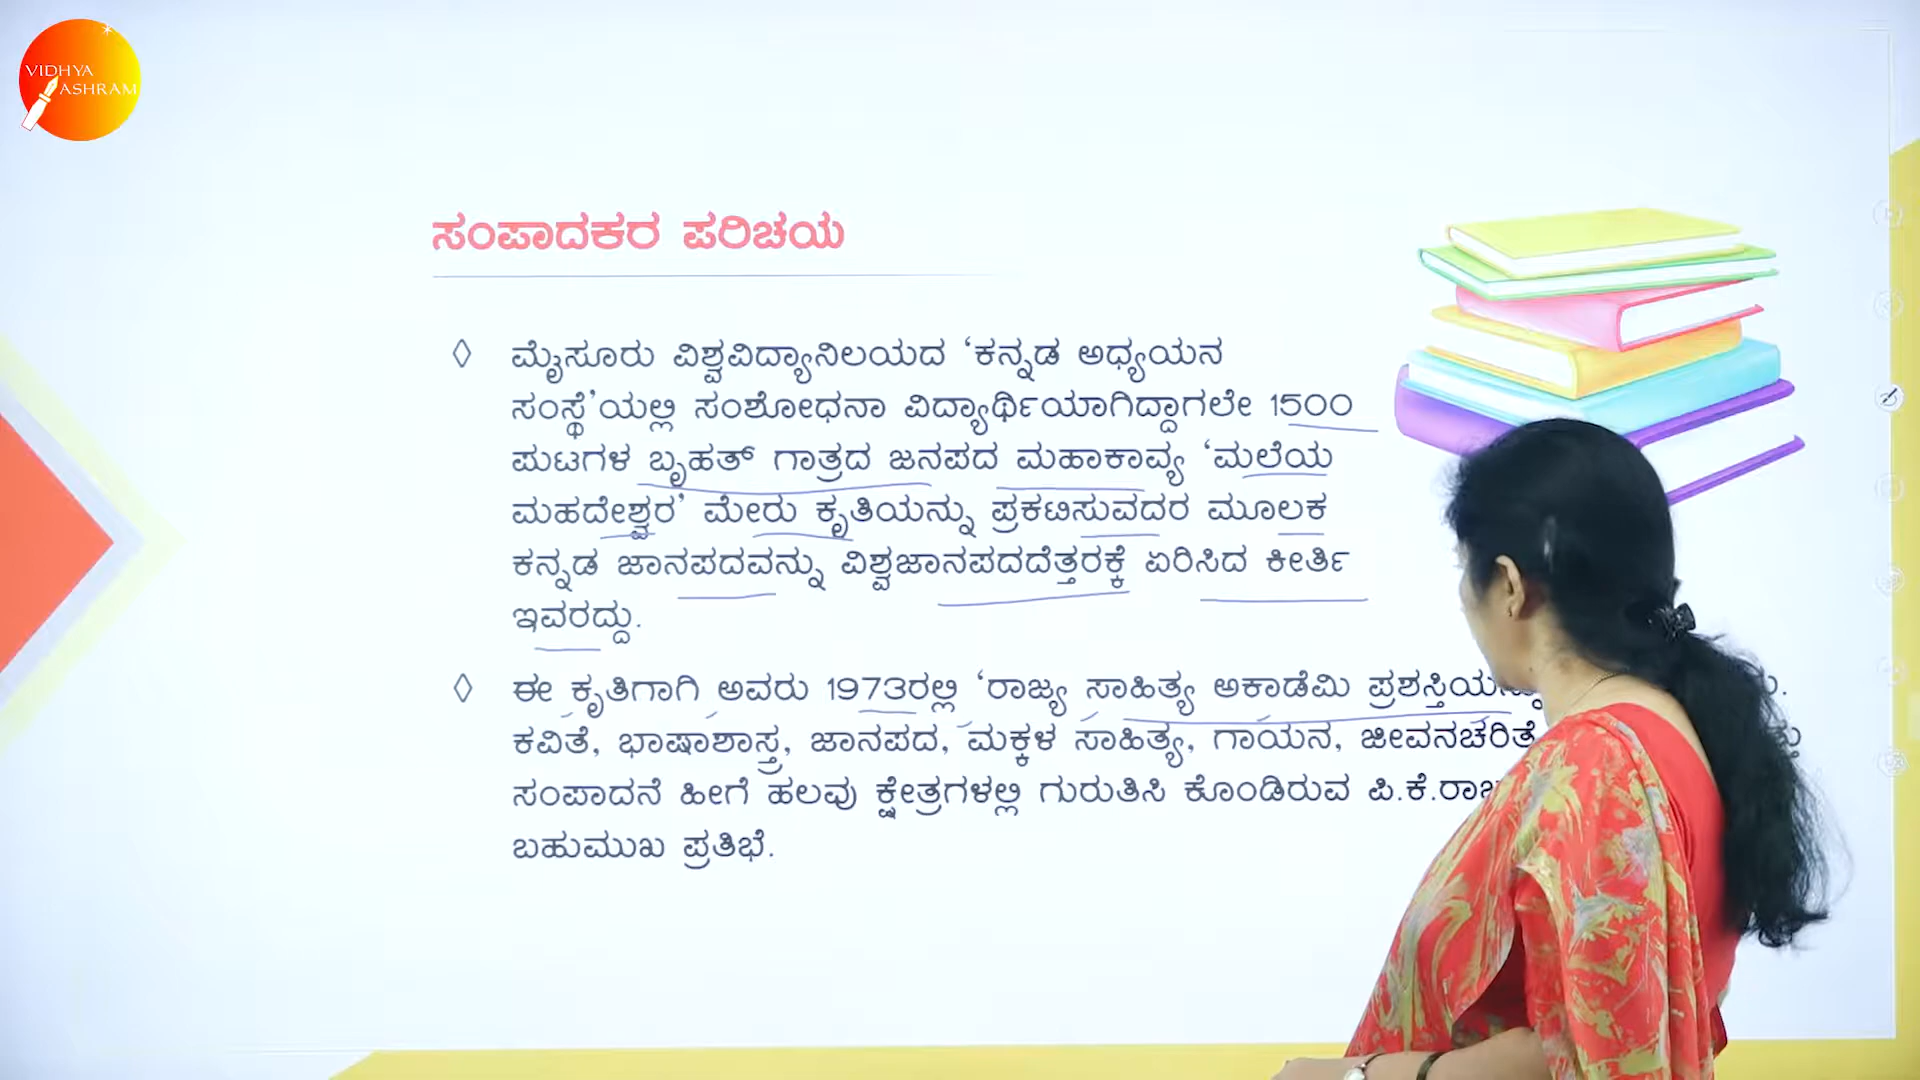 VIDHYA
ASHRAM
ಸಂಪಾದಕರ ಪರಿಚಯ
ಮೈಸೂರು ವಿಶ್ವವಿದ್ಯಾನಿಲಯದ ‘ಕನ್ನಡ ಅಧ್ಯಯನ
ಸಂಸ್ಥೆ’ಯಲ್ಲಿ ಸಂಶೋಧನಾ ವಿದ್ಯಾರ್ಥಿಯಾಗಿದ್ದಾಗಲೇ 1500
ಪುಟಗಳ ಬೃಹತ್ ಗಾತ್ರದ ಜನಪದ ಮಹಾಕಾವ್ಯ ‘ಮಲೆಯ
ಮಹದೇಶ್ವರ’ ಮೇರು ಕೃತಿಯನ್ನು ಪ್ರಕಟಿಸುವದರ ಮೂಲಕ
ಕನ್ನಡ ಜಾನಪದವನ್ನು ವಿಶ್ವಜಾನಪದದೆತ್ತರಕ್ಕೆ ಏರಿಸಿದ ಕೀರ್ತಿ
ಇವರದ್ದು.
ಈ ಕೃತಿಗಾಗಿ ಅವರು 1973ರಲ್ಲಿ ‘ರಾಜ್ಯ ಸಾಹಿತ್ಯ ಅಕಾಡೆಮಿ
ಕವಿತೆ, ಭಾಷಾಶಾಸ್ತ್ರ, ಜಾನಪದ, ಮಕ್ಕಳ ಸಾಹಿತ್ಯ, ಗಾಯನ, ಜೀವನಚರಿತೆ
ಸಂಪಾದನೆ ಹೀಗೆ ಹಲವು ಕ್ಷೇತ್ರಗಳಲ್ಲಿ ಗುರುತಿಸಿ ಕೊಂಡಿರುವ
ಬಹುಮುಖ ಪ್ರತಿಭೆ.